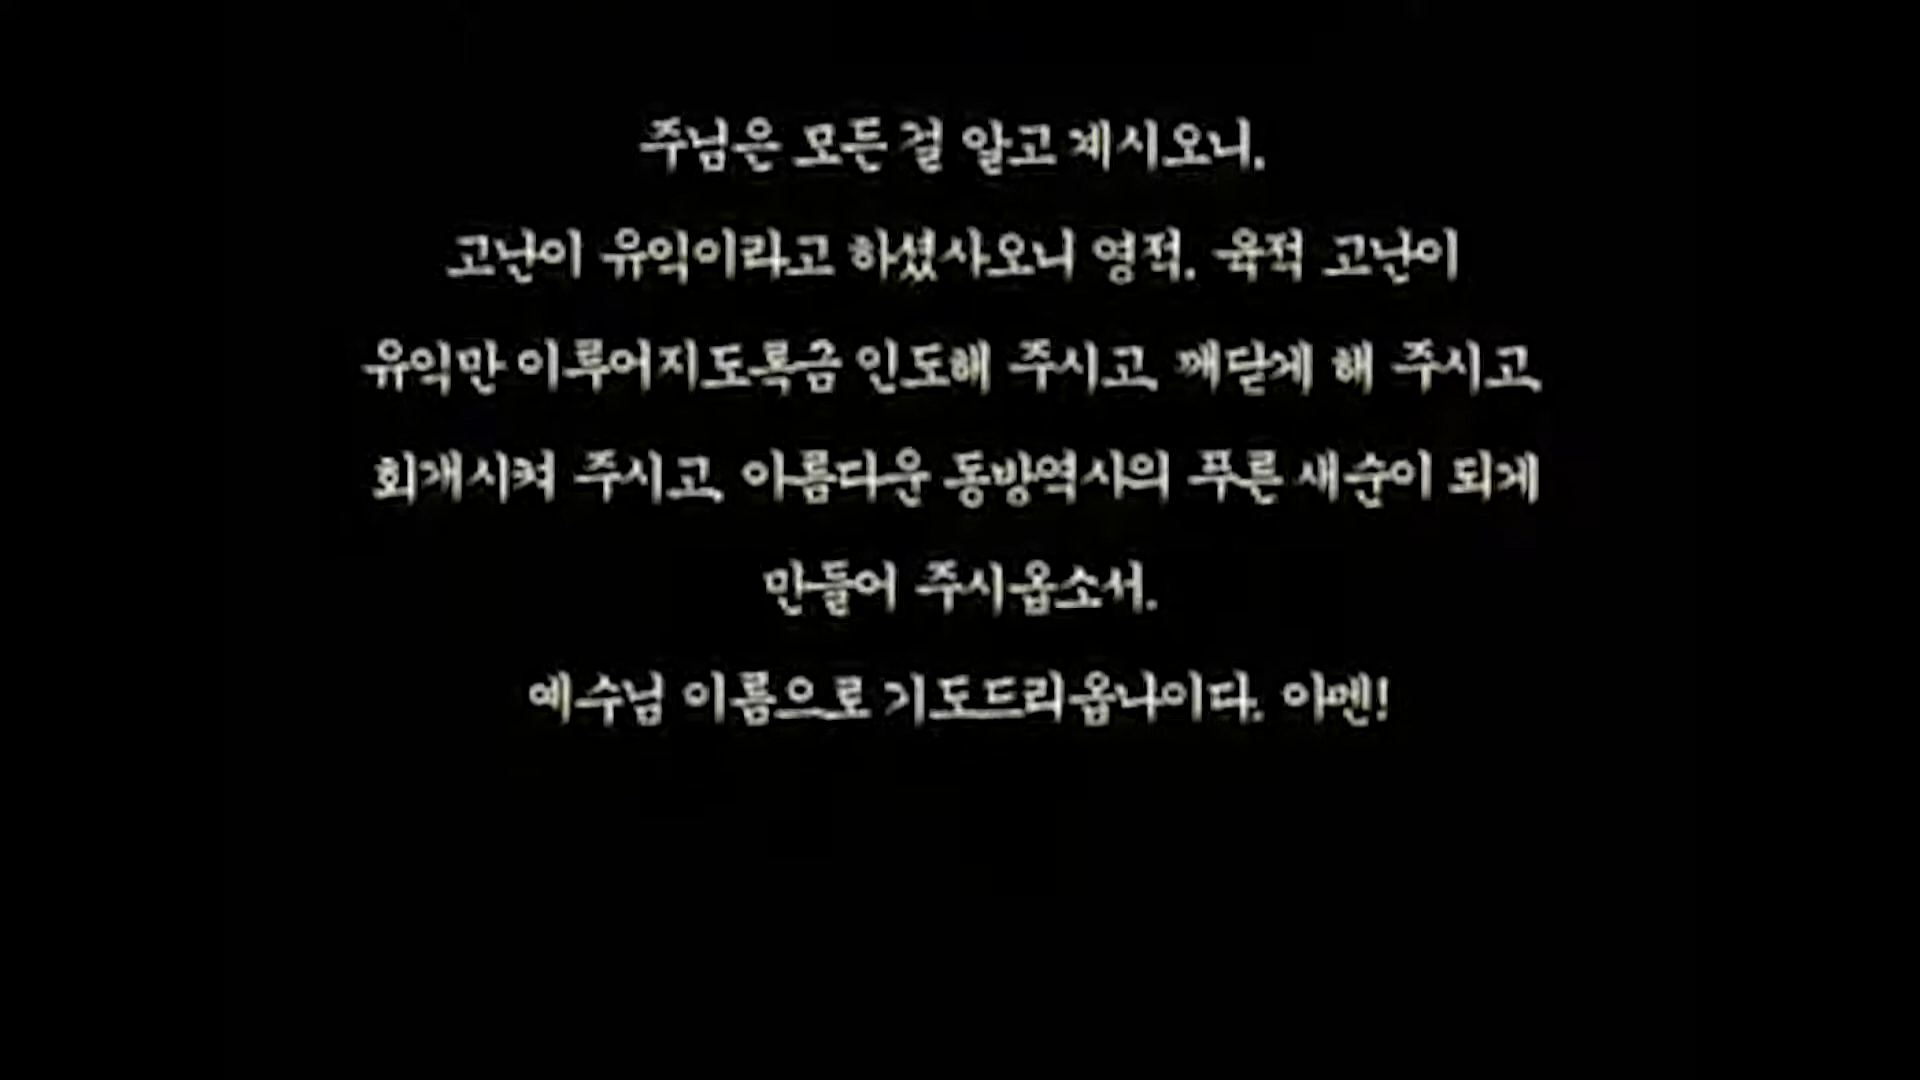 주님은 모든 걸 알고 계시오니.
고난이 유익이라고 하셨사오니 영적. 육적 고난이
유익만 이루어지도록금 인도해 주시고, 깨닫게 해 주시고,
회개시켜 주시고, 아름다운 동방역사의 푸른 새순이 되게
만들어 주시옵소서.
예수님 이름으로 기도드리옵나이다. 아멘!